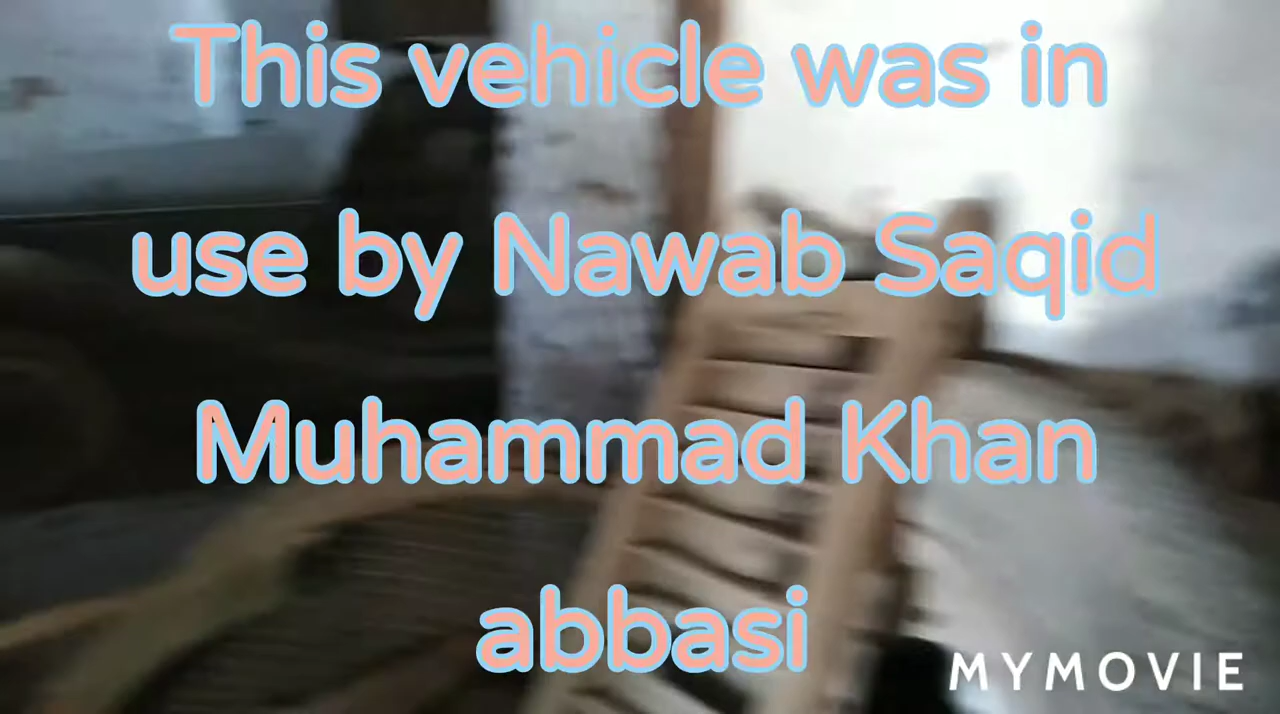 This vehicle was in
use by Nawab Saqid
Muhammad Khan
abbasi
MYMOVIE